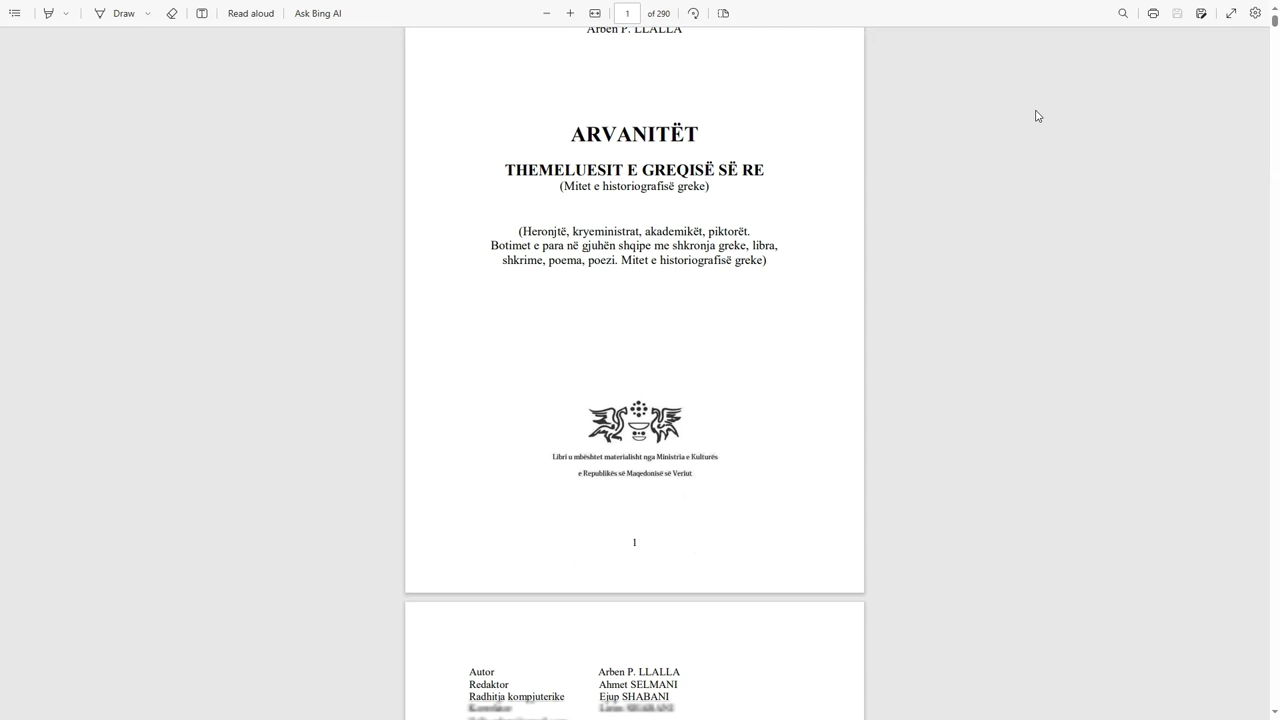 Draw
Read aloud
Ask Bing AI
1
of 290
Arben P. LLALLA
ARVANITËT
THEMELUESIT E GREQISË SË RE
(Mitet e historiografisë greke)
(Heronjtë, kryeministrat, akademikët, piktorët.
Botimet e para në gjuhën shqipe me shkronja greke, libra,
shkrime, poema, poezi. Mitet e historiografisë greke)
Libri u mbështet materialisht nga Ministria e Kulturës
e Republikës së Maqedonisë së Veriut
1
Autor Arben P. LLALLA
Redaktor Ahmet SELMANI
Radhitja kompjuterike Ejup SHABANI